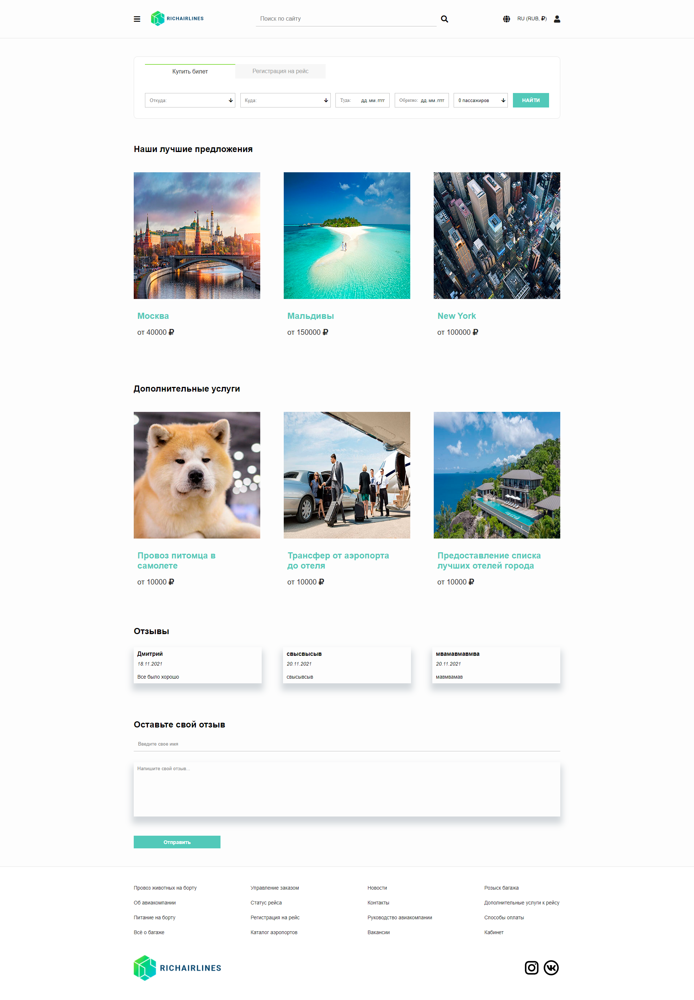 RICHAIRLINES
Поиск по сайту
RU (RUB, ₽)
Купить билет
Регистрация на рейс
Откуда:
Куда:
Туда: дд.мм.гггг
Обратно: дд.мм.гггг
0 пассажиров
НАЙТИ
Наши лучшие предложения
Москва
от 40000 ₽
Мальдивы
от 150000 ₽
New York
от 100000 ₽
Дополнительные услуги
Провоз питомца в
самолете
от 10000 ₽
Трансфер от аэропорта
до отеля
от 10000 ₽
Предоставление списка
лучших отелей города
от 10000 ₽
Отзывы
Дмитрий
18.11.2021
Все было хорошо
свысвысыв
20.11.2021
свысывсыв
мвамавмавмва
20.11.2021
мавмвамав
Оставьте свой отзыв
Введите свое имя
Напишите свой отзыв...
Отправить
Провоз животных на борту
Об авиакомпании
Питание на борту
Всё о багаже
Управление заказом
Статус рейса
Регистрация на рейс
Каталог аэропортов
Новости
Контакты
Руководство авиакомпании
Вакансии
Розыск багажа
Дополнительные услуги к рейсу
Способы оплаты
Кабинет
RICHAIRLINES